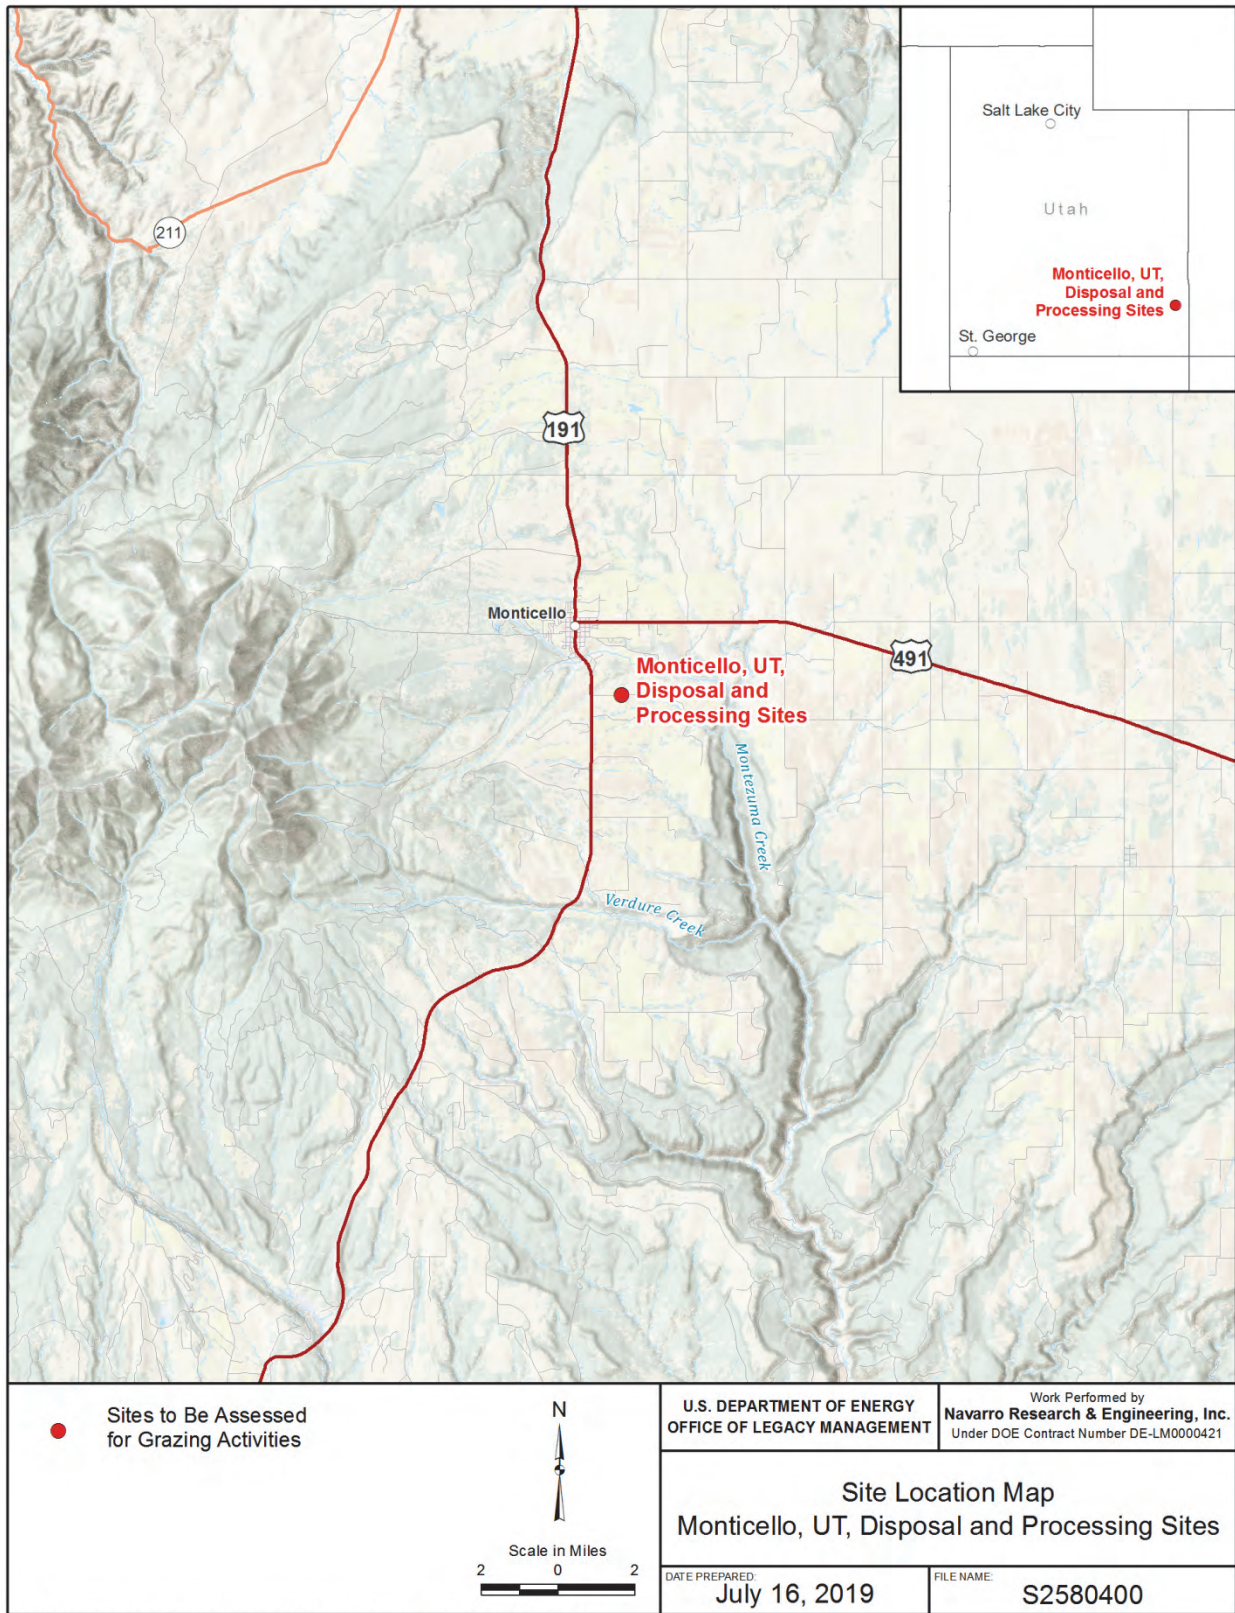 Salt Lake City
Utah
Monticello, UT,
Disposal and
Processing Sites
St. George
211
191
Monticello
491
Monticello, UT,
Disposal and
Processing Sites
Montezuma Creek
Verdure Creek
Sites to Be Assessed
for Grazing Activities
N
Scale in Miles
2 0 2
U.S. DEPARTMENT OF ENERGY
OFFICE OF LEGACY MANAGEMENT
Work Performed by
Navarro Research & Engineering, Inc.
Under DOE Contract Number DE-LM0000421
Site Location Map
Monticello, UT, Disposal and Processing Sites
DATE PREPARED:
July 16, 2019
FILE NAME:
S2580400